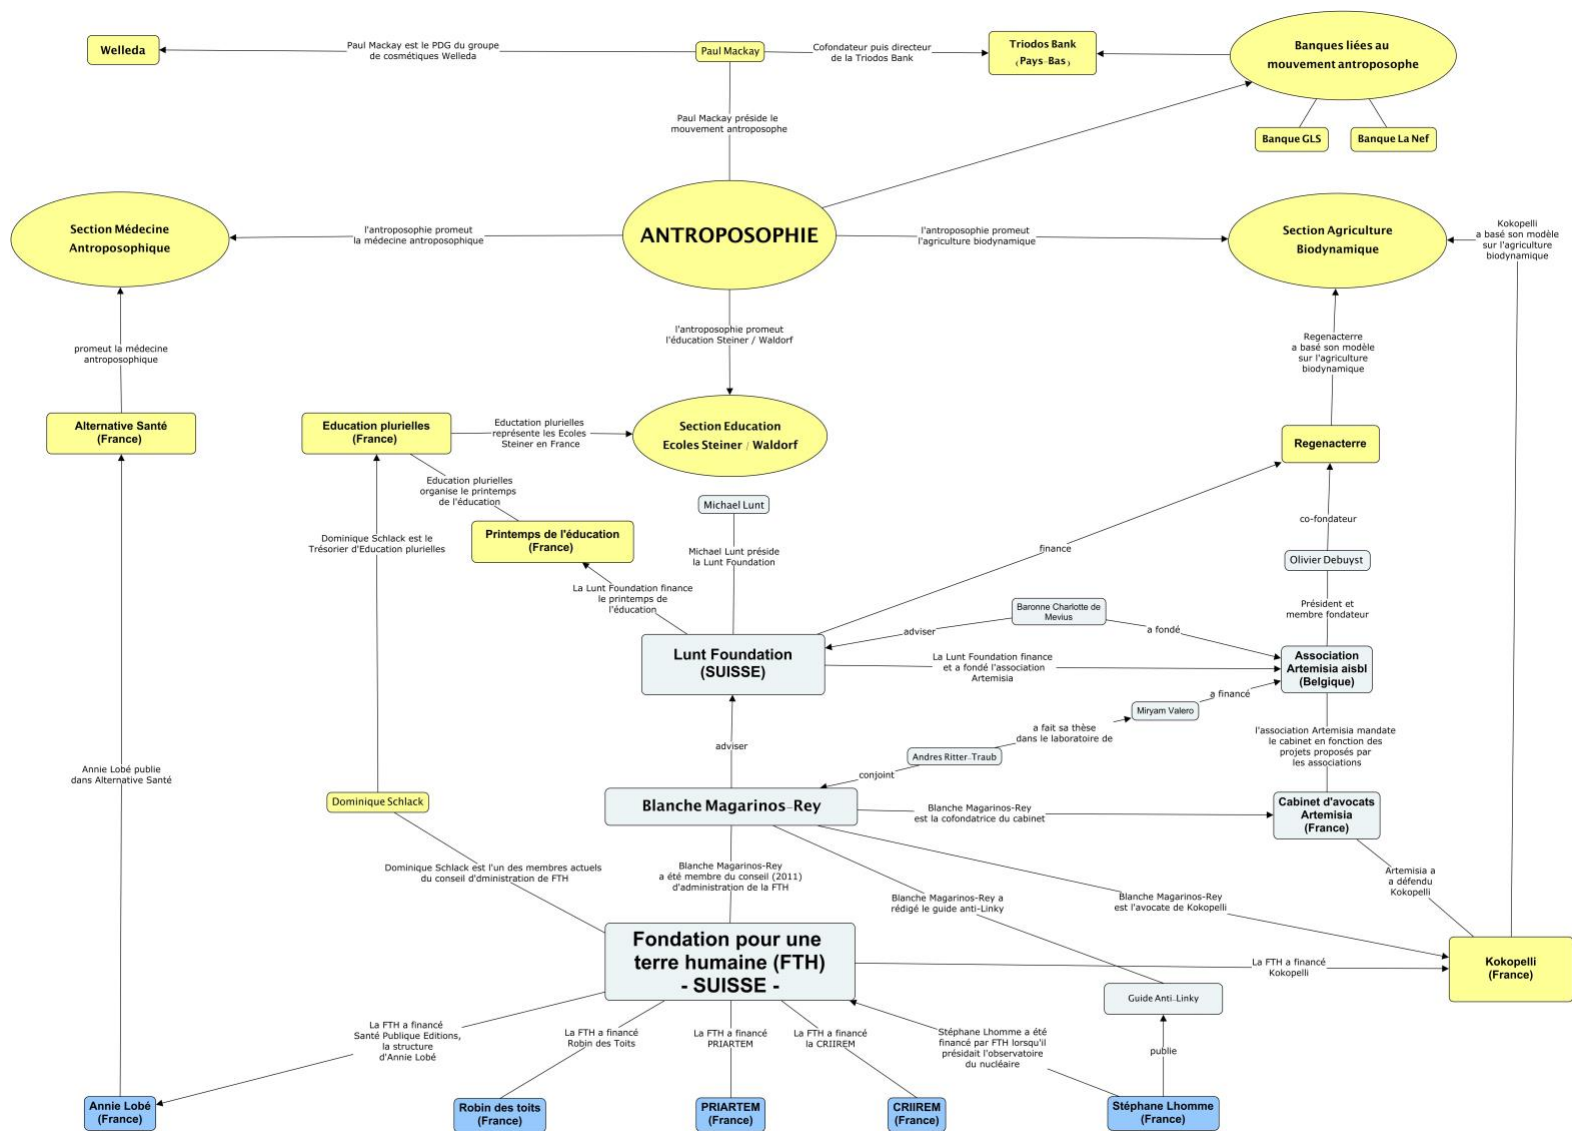 Welleda
Paul Mackay est le PDG du groupe
de cosmétiques Welleda
Paul Mackay
Cofondateur puis directeur
de la Triodos Bank
Triodos Bank
(Pays-Bas)
Banques liées au
mouvement antroposophe
Paul Mackay préside le
mouvement antroposophe
Banque GLS
Banque La Nef
Section Médecine
Antroposophique
l'antroposophie promeut
la médecine antroposophique
ANTROPOSOPHIE
l'antroposophie promeut
l'agriculture biodynamique
Section Agriculture
Biodynamique
Kokopelli
a basé son modèle
sur l'agriculture
biodynamique
promeut la médecine
antroposophique
l'antroposophie promeut
l'éducation Steiner / Waldorf
Regenacterre
a basé son modèle
sur l'agriculture
biodynamique
Alternative Santé
(France)
Education plurielles
(France)
Eductation plurielles
représente les Ecoles
Steiner en France
Section Education
Ecoles Steiner / Waldorf
Regenacterre
Education plurielles
organise le printemps
de l'éducation
Michael Lunt
Printemps de l'éducation
(France)
co-fondateur
Dominique Schlack est le
Trésorier d'Education plurielles
Michael Lunt préside
la Lunt Foundation
finance
Olivier Debuyst
La Lunt Foundation finance
le printemps de
l'éducation
Baronne Charlotte de
Mevius
Président et
membre fondateur
adviser
a fondé
Lunt Foundation
(SUISSE)
La Lunt Foundation finance
et a fondé l'association
Artemisia
Association
Artemisia aisbl
(Belgique)
a financé
Miryam Valero
a fait sa thèse
dans le laboratoire de
l'association Artemisia mandate
le cabinet en fonction des
projets proposés par
les associations
adviser
Andres Ritter-Traub
conjoint
Annie Lobé publie
dans Alternative Santé
Dominique Schlack
Blanche Magarinos-Rey
Blanche Magarinos-Rey
est la cofondatrice du cabinet
Cabinet d'avocats
Artemisia
(France)
Dominique Schlack est l'un des membres actuels
du conseil d'dministration de FTH
Blanche Magarinos-Rey
a été membre du conseil (2011)
d'administration de la FTH
Blanche Magarinos-Rey a
rédigé le guide anti-Linky
Blanche Magarinos-Rey
est l'avocate de Kokopelli
Artemisia a
a défendu
Kokopelli
Fondation pour une
terre humaine (FTH)
- SUISSE -
La FTH a financé
Kokopelli
Kokopelli
(France)
Guide Anti-Linky
La FTH a financé
Santé Publique Editions,
la structure
d'Annie Lobé
La FTH a financé
Robin des Toits
La FTH a financé
PRIARTEM
La FTH a financé
la CRIIREM
Stéphane Lhomme a été
financé par FTH lorsqu'il
présidait l'observatoire
du nucléaire
publie
Annie Lobé
(France)
Robin des toits
(France)
PRIARTEM
(France)
CRIIREM
(France)
Stéphane Lhomme
(France)